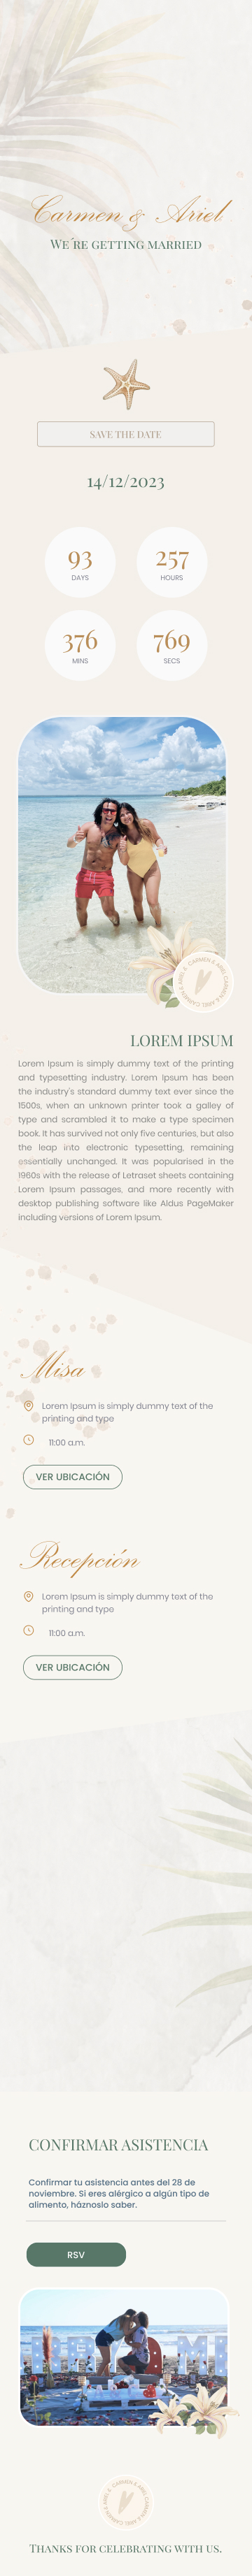 Carmen & Ariel
WE´RE GETTING MARRIED
SAVE THE DATE
14/12/2023
93
DAYS
257
HOURS
376
MINS
769
SECS
CARMEN E ARIEL CARMEN E ARIEL
LOREM IPSUM
Lorem Ipsum is simply dummy text of the printing
and typesetting industry. Lorem Ipsum has been
the industry's standard dummy text ever since the
1500s, when an unknown printer took a galley of
type and scrambled it to make a type specimen
book. It has survived not only five centuries, but also
the leap into electronic typesetting, remaining
essentially unchanged. It was popularised in the
1960s with the release of Letraset sheets containing
Lorem Ipsum passages, and more recently with
desktop publishing software like Aldus PageMaker
including versions of Lorem Ipsum.
Misa
Lorem Ipsum is simply dummy text of the
printing and type
11:00 a.m.
VER UBICACIÓN
Recepción
Lorem Ipsum is simply dummy text of the
printing and type
11:00 a.m.
VER UBICACIÓN
CONFIRMAR ASISTENCIA
Confirmar tu asistencia antes del 28 de
noviembre. Si eres alérgico a algún tipo de
alimento, háznoslo saber.
RSV
CARMEN E ARIEL CARMEN E ARIEL
THANKS FOR CELEBRATING WITH US.